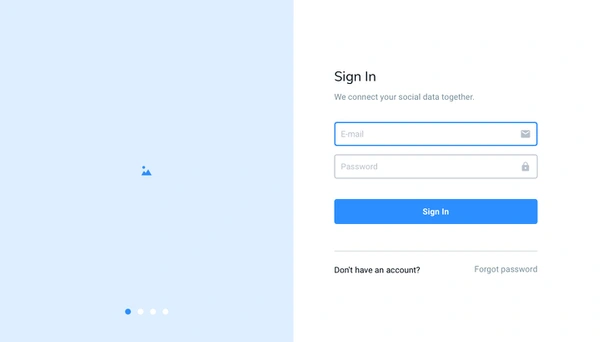 Sign In
We connect your social data together.
E-mail
Password
Sign In
Don't have an account? Forgot password